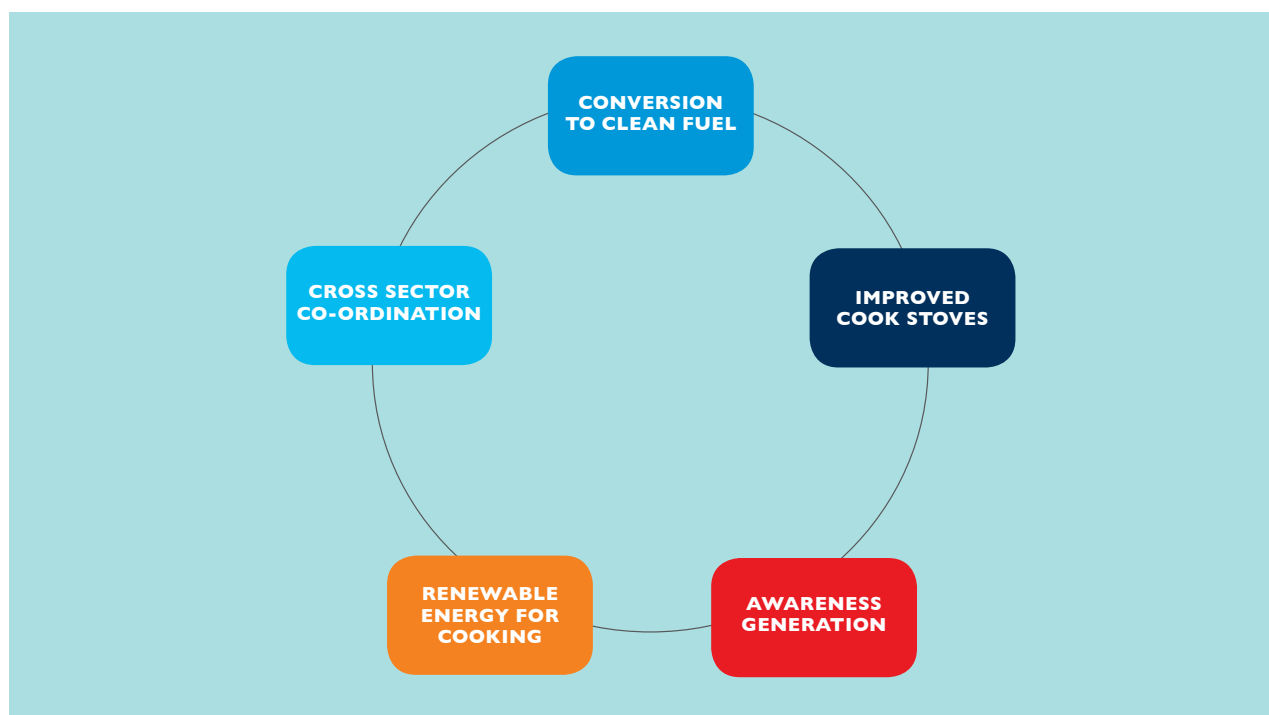 CONVERSION
TO CLEAN FUEL
CROSS SECTOR
CO-ORDINATION
IMPROVED
COOK STOVES
RENEWABLE
ENERGY FOR
COOKING
AWARENESS
GENERATION